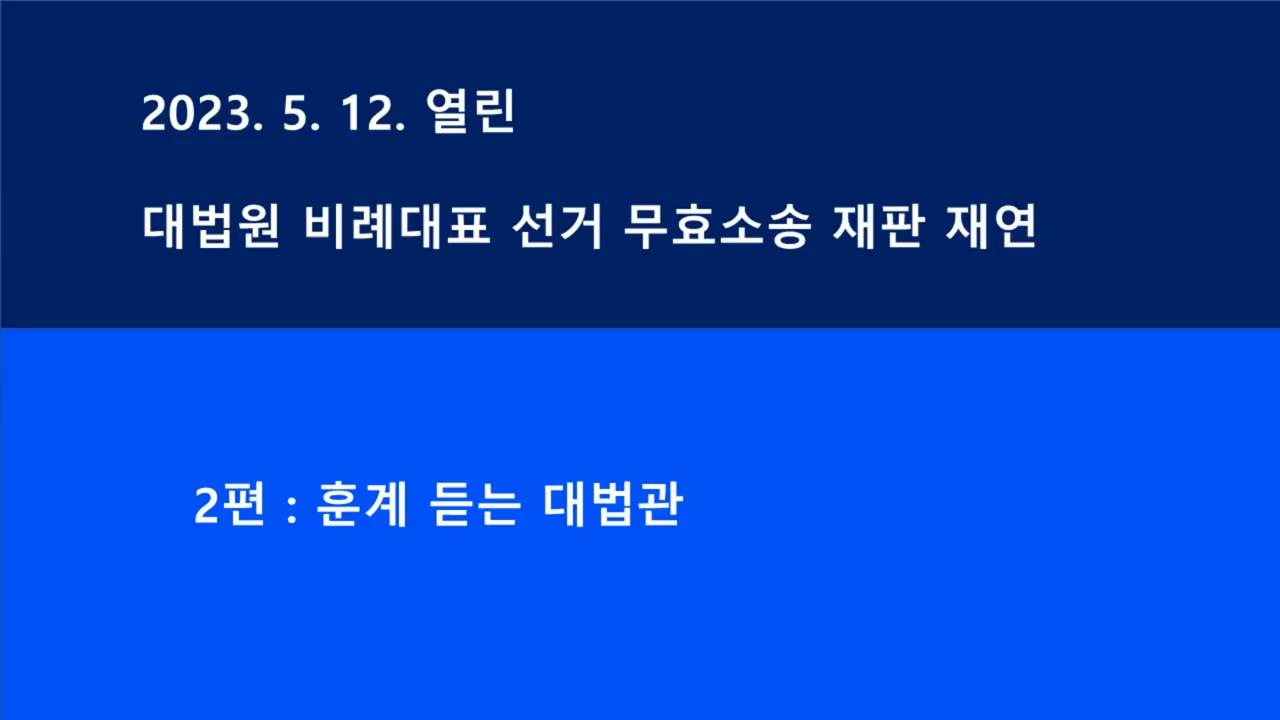 2023. 5. 12. 열린
대법원 비례대표 선거 무효소송 재판 재연
2편 : 훈계 듣는 대법관